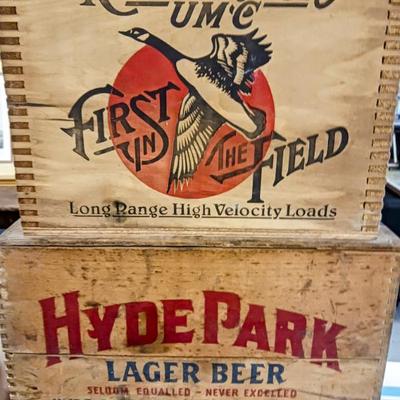 UMC
FIRST IN THE FIELD
Long Range High Velocity Loads
HYDE PARK
LAGER BEER
SELDOM EQUALLED - NEVER EXCELLED